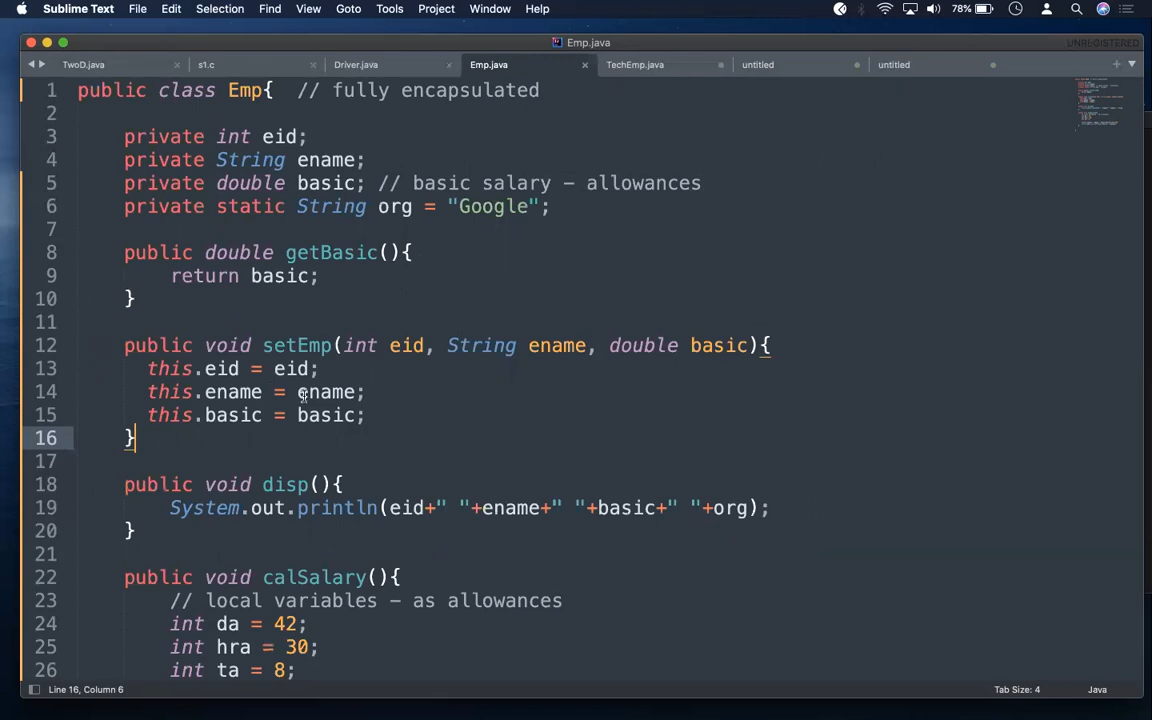 Sublime Text File Edit Selection Find View Goto Tools Project Window Help 78%
Emp.java UNREGISTERED
TwoD.java s1.c Driver.java Emp.java TechEmp.java untitled untitled
1 public class Emp{ // fully encapsulated
2
3 private int eid;
4 private String ename;
5 private double basic; // basic salary - allowances
6 private static String org = "Google";
7
8 public double getBasic(){
9 return basic;
10 }
11
12 public void setEmp(int eid, String ename, double basic){
13 this.eid = eid;
14 this.ename = ename;
15 this.basic = basic;
16 }
17
18 public void disp(){
19 System.out.println(eid+" "+ename+" "+basic+" "+org);
20 }
21
22 public void calSalary(){
23 // local variables - as allowances
24 int da = 42;
25 int hra = 30;
26 int ta = 8;
Line 16, Column 6 Tab Size: 4 Java